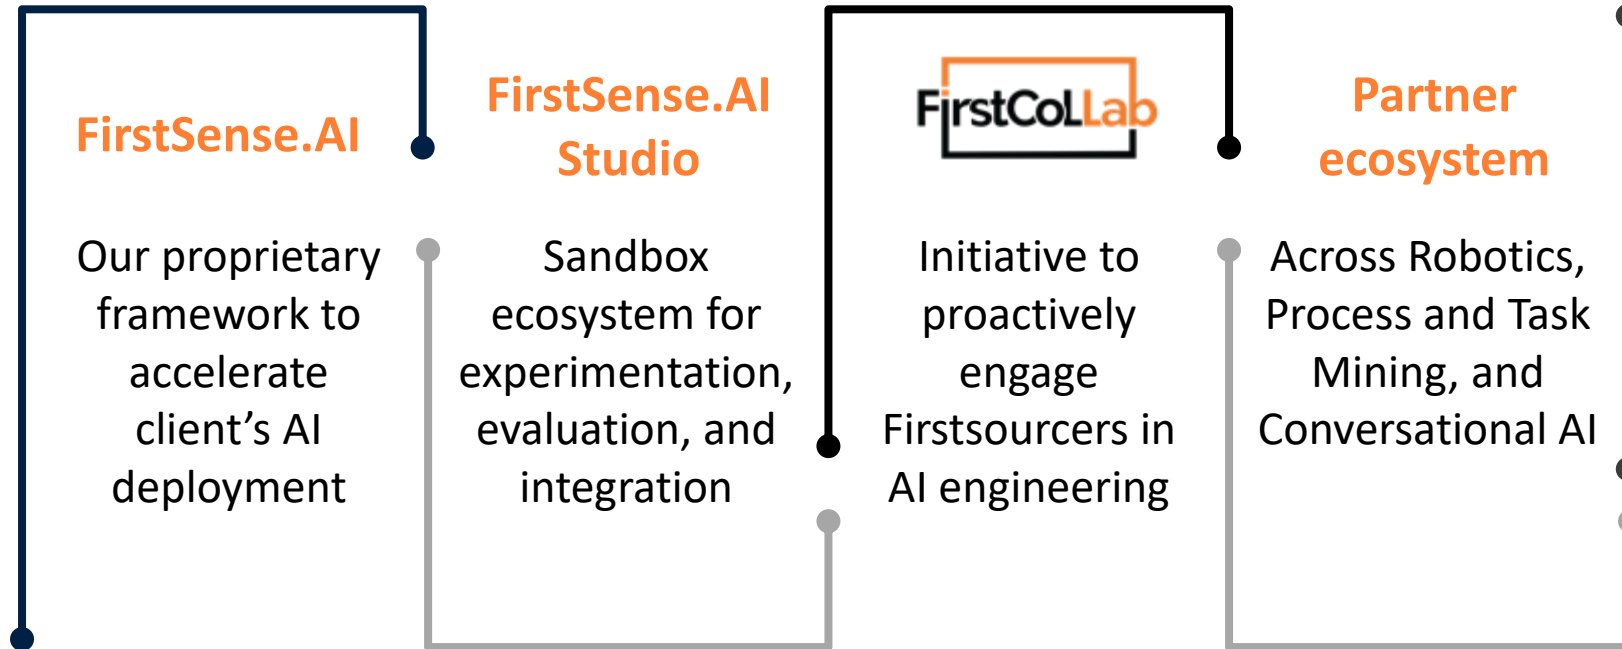 FirstSense.AI
Our proprietary
framework to
accelerate
client’s AI
deployment
FirstSense.AI
Studio
Sandbox
ecosystem for
experimentation,
evaluation, and
integration
FirstCoLLab
Initiative to
proactively
engage
Firstsourcers in
AI engineering
Partner
ecosystem
Across Robotics,
Process and Task
Mining, and
Conversational AI